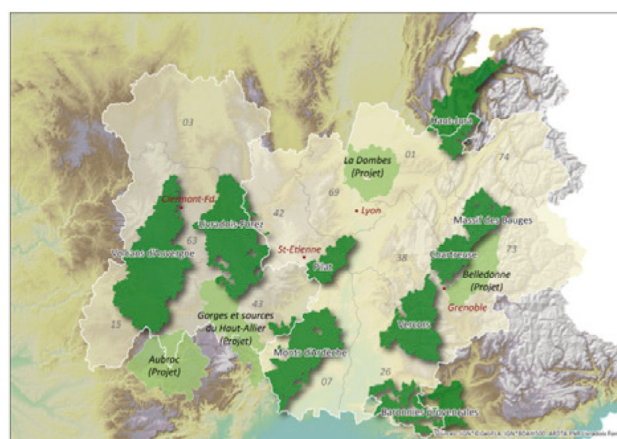 03
Haut-Jura
La Dombes
(Projet)
01
74
69
Clermont-Fd.
Livradois-Forez
42
Lyon
Massif des Bauges
63
Volcans d'Auvergne
St-Etienne
Pilat
38
Chartreuse
73
Belledonne
(Projet)
Grenoble
Gorges et sources
du Haut-Allier
(Projet)
43
15
Vercors
Aubrac
(Projet)
Monts d'Ardèche
07
26
Baronnies provençales